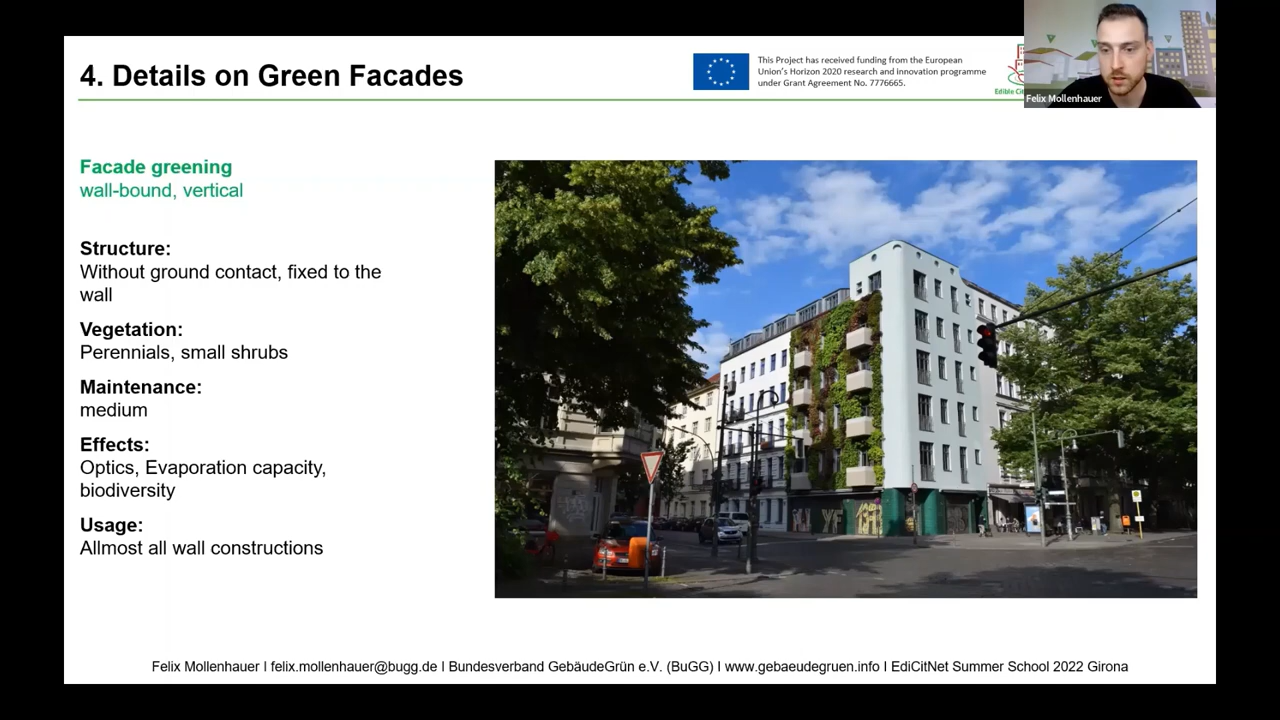 4. Details on Green Facades
This Project has received funding from the European
Union's Horizon 2020 research and innovation programme
under Grant Agreement No. 7776665.
Edible Ci
Felix Mollenhauer
Facade greening
wall-bound, vertical
Structure:
Without ground contact, fixed to the
wall
Vegetation:
Perennials, small shrubs
Maintenance:
medium
Effects:
Optics, Evaporation capacity,
biodiversity
Usage:
Allmost all wall constructions
Felix Mollenhauer I felix.mollenhauer@bugg.de I Bundesverband GebäudeGrün e.V. (BuGG) I www.gebaeudegruen.info I EdiCitNet Summer School 2022 Girona